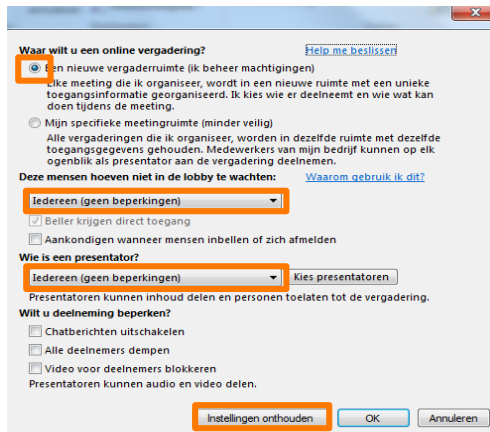 Waar wilt u een online vergadering?
Help me beslissen
Een nieuwe vergaderruimte (ik beheer machtigingen)
Elke meeting die ik organiseer, wordt in een nieuwe ruimte met een unieke
toegangsinformatie georganiseerd. Ik kies wie er deelneemt en wie wat kan
doen tijdens de meeting.
Mijn specifieke meetingruimte (minder veilig)
Alle vergaderingen die ik organiseer, worden in dezelfde ruimte met dezelfde
toegangsgegevens gehouden. Medewerkers van mijn bedrijf kunnen op elk
ogenblik als presentator aan de vergadering deelnemen.
Deze mensen hoeven niet in de lobby te wachten:
Waarom gebruik ik dit?
Iedereen (geen beperkingen)
Beller krijgen direct toegang
Aankondigen wanneer mensen inbellen of zich afmelden
Wie is een presentator?
Iedereen (geen beperkingen)
Kies presentatoren
Presentatoren kunnen inhoud delen en personen toelaten tot de vergadering.
Wilt u deelneming beperken?
Chatberichten uitschakelen
Alle deelnemers dempen
Video voor deelnemers blokkeren
Presentatoren kunnen audio en video delen.
Instellingen onthouden
OK
Annuleren